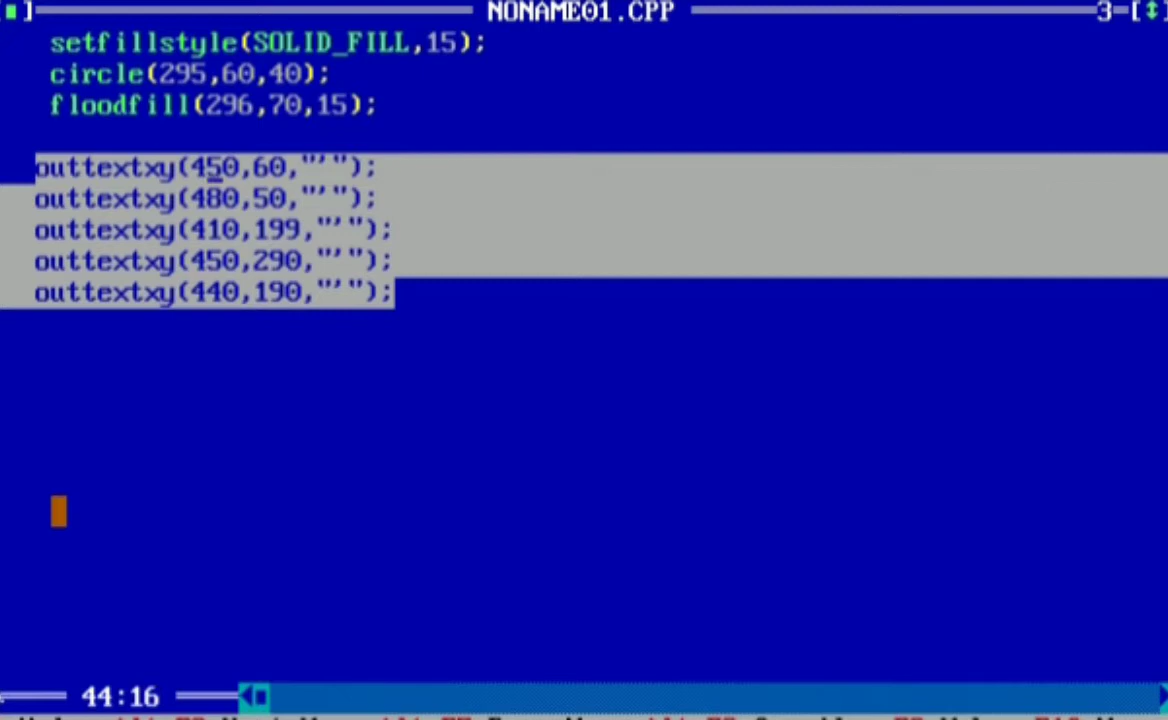 NONAME01.CPP 3
setfillstyle(SOLID_FILL,15);
circle(295,60,40);
floodfill(296,70,15);
outtextxy(450,60,"'");
outtextxy(480,50,"'");
outtextxy(410,199,"'");
outtextxy(450,290,"'");
outtextxy(440,190,"'");
44:16